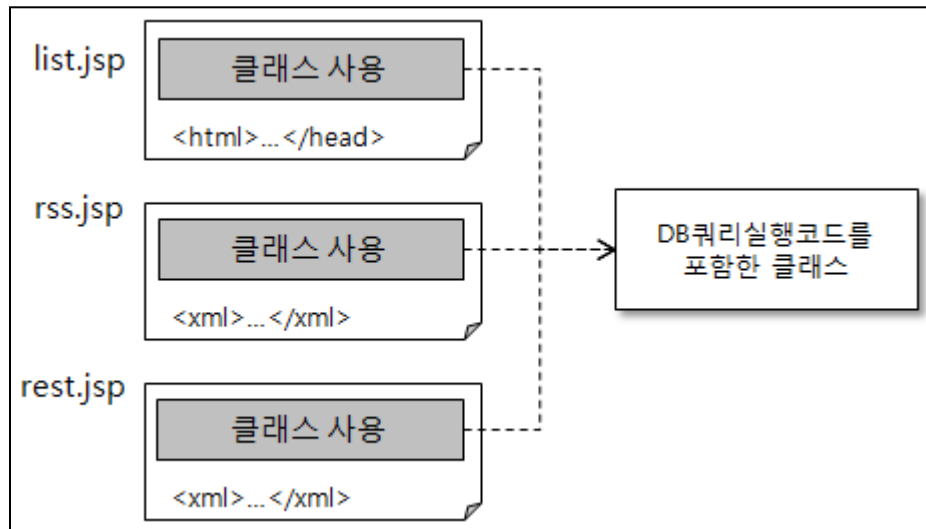 list.jsp
클래스 사용
<html>...</head>
rss.jsp
클래스 사용
<xml>...</xml>
rest.jsp
클래스 사용
<xml>...</xml>
DB쿼리실행코드를
포함한 클래스